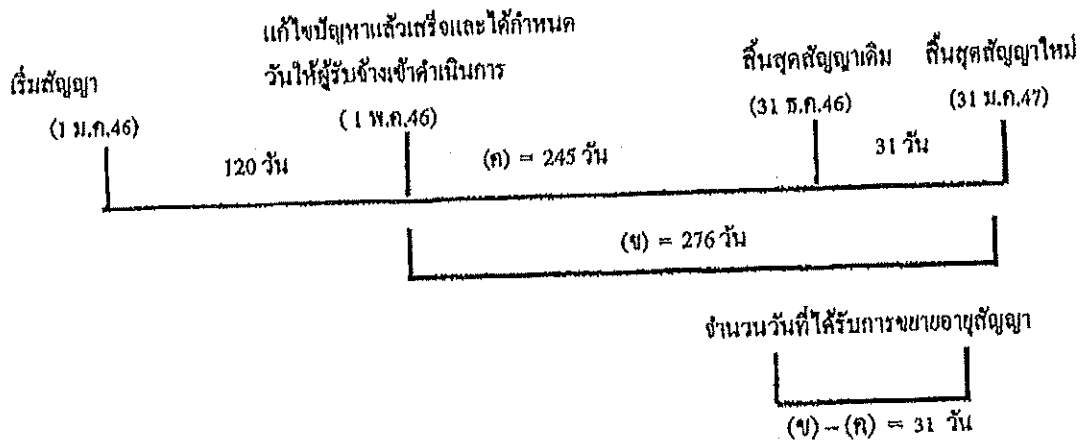 แก้ไขปัญหาแล้วเสร็จและได้กำหนด
วันให้ผู้รับจ้างเข้าดำเนินการ
เริ่มสัญญา
สิ้นสุดสัญญาเดิม
สิ้นสุดสัญญาใหม่
(1 ม.ค.46)
(1 พ.ค.46)
(31 ธ.ค.46)
(31 ม.ค.47)
120 วัน
(ค) = 245 วัน
31 วัน
(ข) = 276 วัน
จำนวนวันที่ได้รับการขยายอายุสัญญา
(ข) – (ค) = 31 วัน